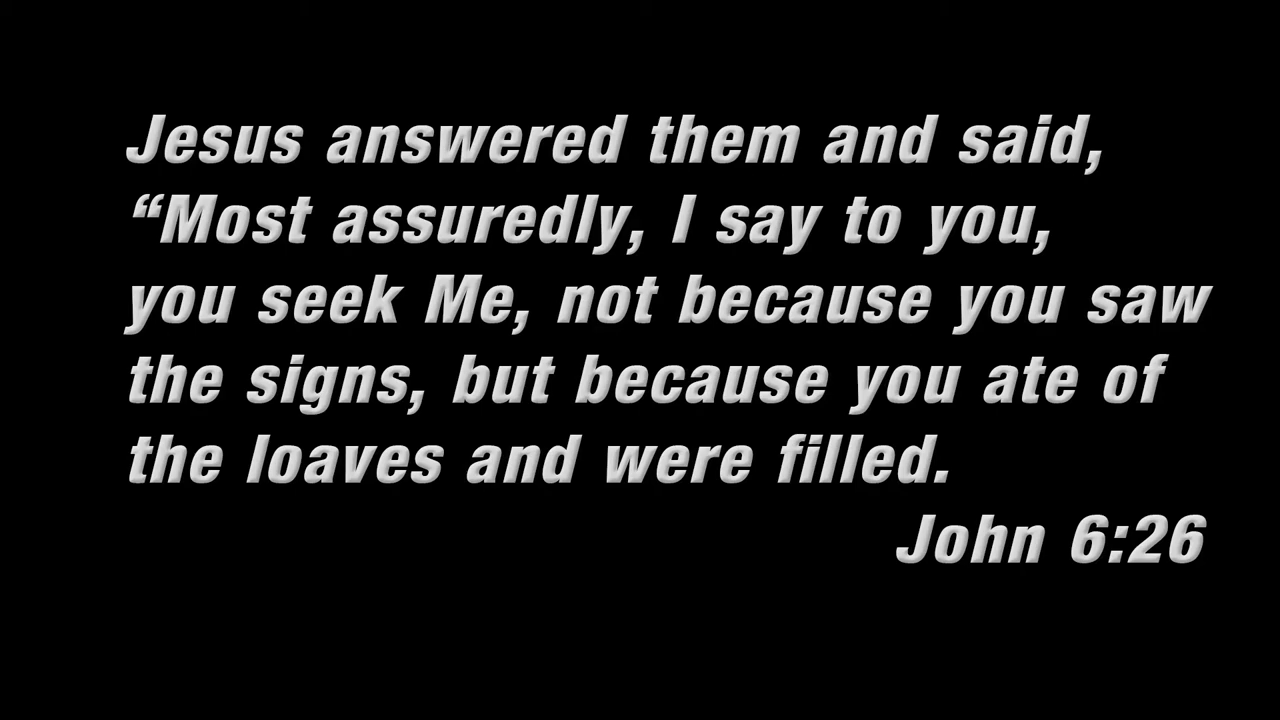 Jesus answered them and said,
“Most assuredly, I say to you,
you seek Me, not because you saw
the signs, but because you ate of
the loaves and were filled.
John 6:26